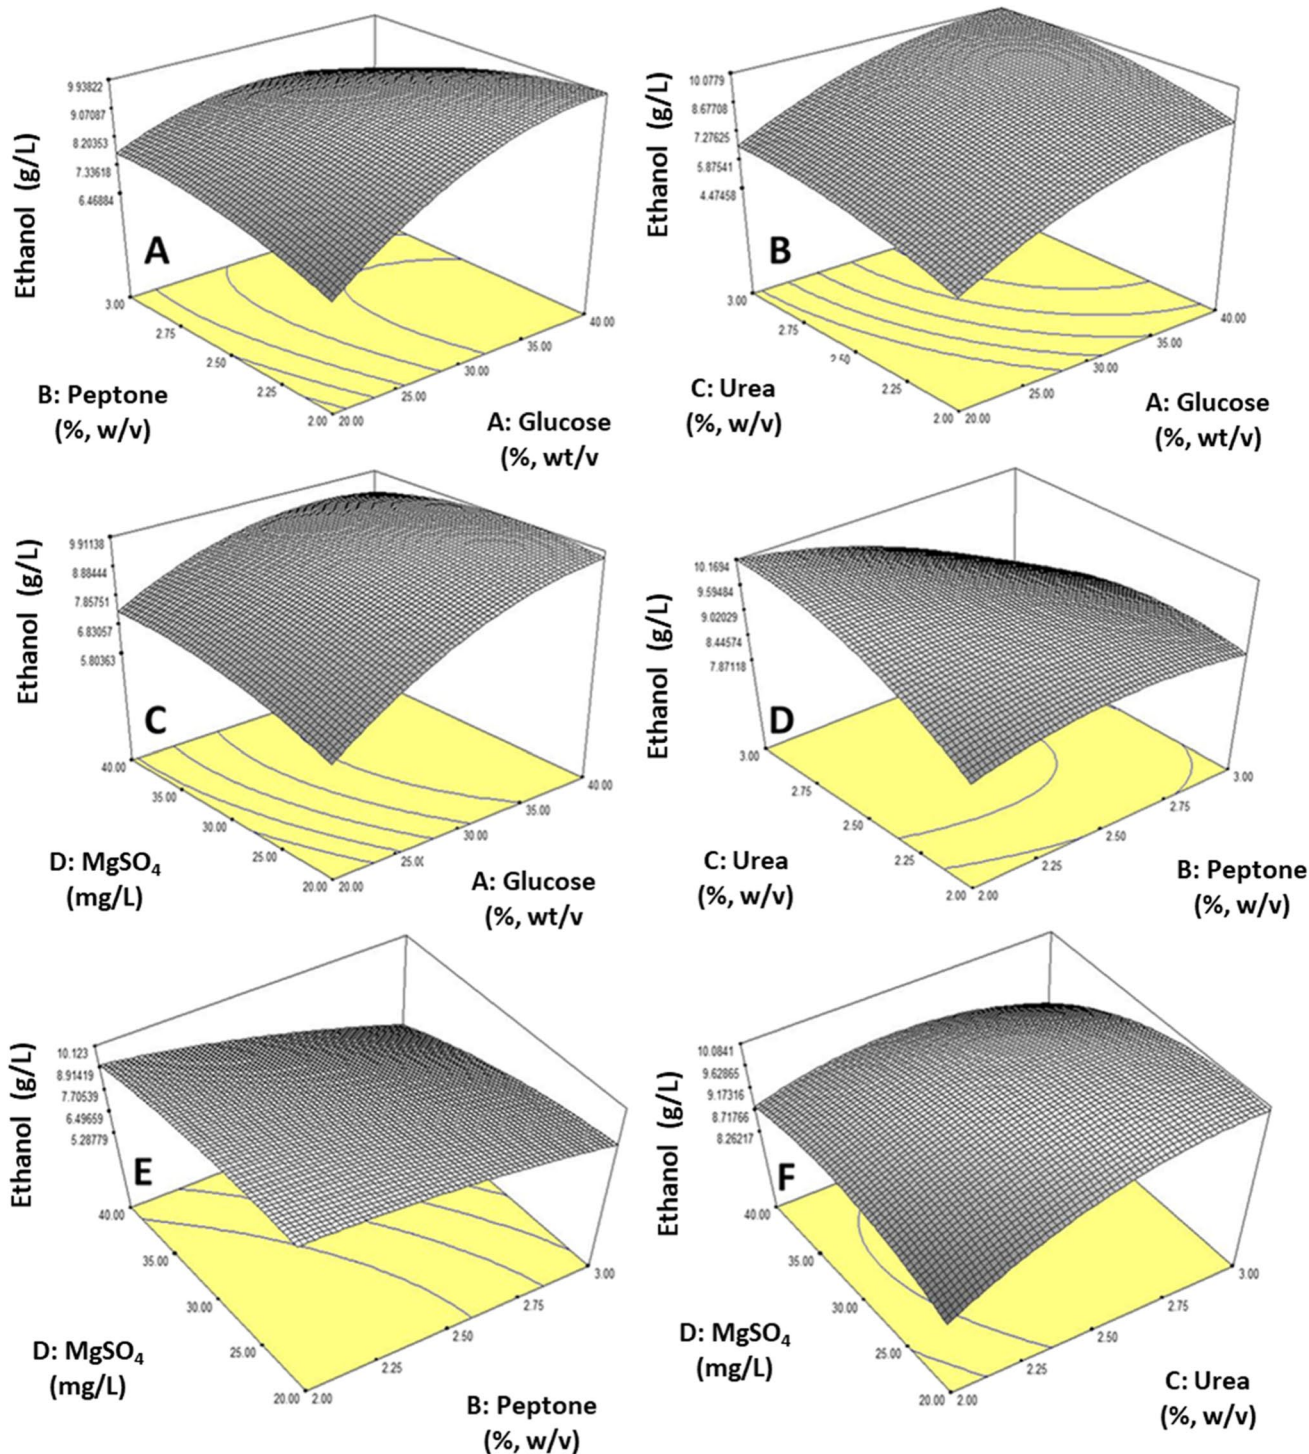 Ethanol (g/L)
9.93822
9.07087
8.20353
7.33618
6.46884
A
3.00
2.75
2.50
2.25
2.00
20.00
25.00
30.00
35.00
40.00
B: Peptone
(%, w/v)
A: Glucose
(%, wt/v
Ethanol (g/L)
10.0779
8.67708
7.27625
5.87541
4.47458
B
3.00
2.75
2.50
2.25
2.00
20.00
25.00
30.00
35.00
40.00
C: Urea
(%, w/v)
A: Glucose
(%, wt/v)
Ethanol (g/L)
9.91138
8.88444
7.85751
6.83057
5.80363
C
40.00
35.00
30.00
25.00
20.00
20.00
25.00
30.00
35.00
40.00
D: MgSO₄
(mg/L)
A: Glucose
(%, wt/v
Ethanol (g/L)
10.1694
9.59484
9.02029
8.44574
7.87118
D
3.00
2.75
2.50
2.25
2.00
2.00
2.25
2.50
2.75
3.00
C: Urea
(%, w/v)
B: Peptone
(%, w/v)
Ethanol (g/L)
10.123
8.91419
7.70539
6.49659
5.28779
E
40.00
35.00
30.00
25.00
20.00
2.00
2.25
2.50
2.75
3.00
D: MgSO₄
(mg/L)
B: Peptone
(%, w/v)
Ethanol (g/L)
10.0841
9.62865
9.17316
8.71766
8.26217
F
40.00
35.00
30.00
25.00
20.00
2.00
2.25
2.50
2.75
3.00
D: MgSO₄
(mg/L)
C: Urea
(%, w/v)